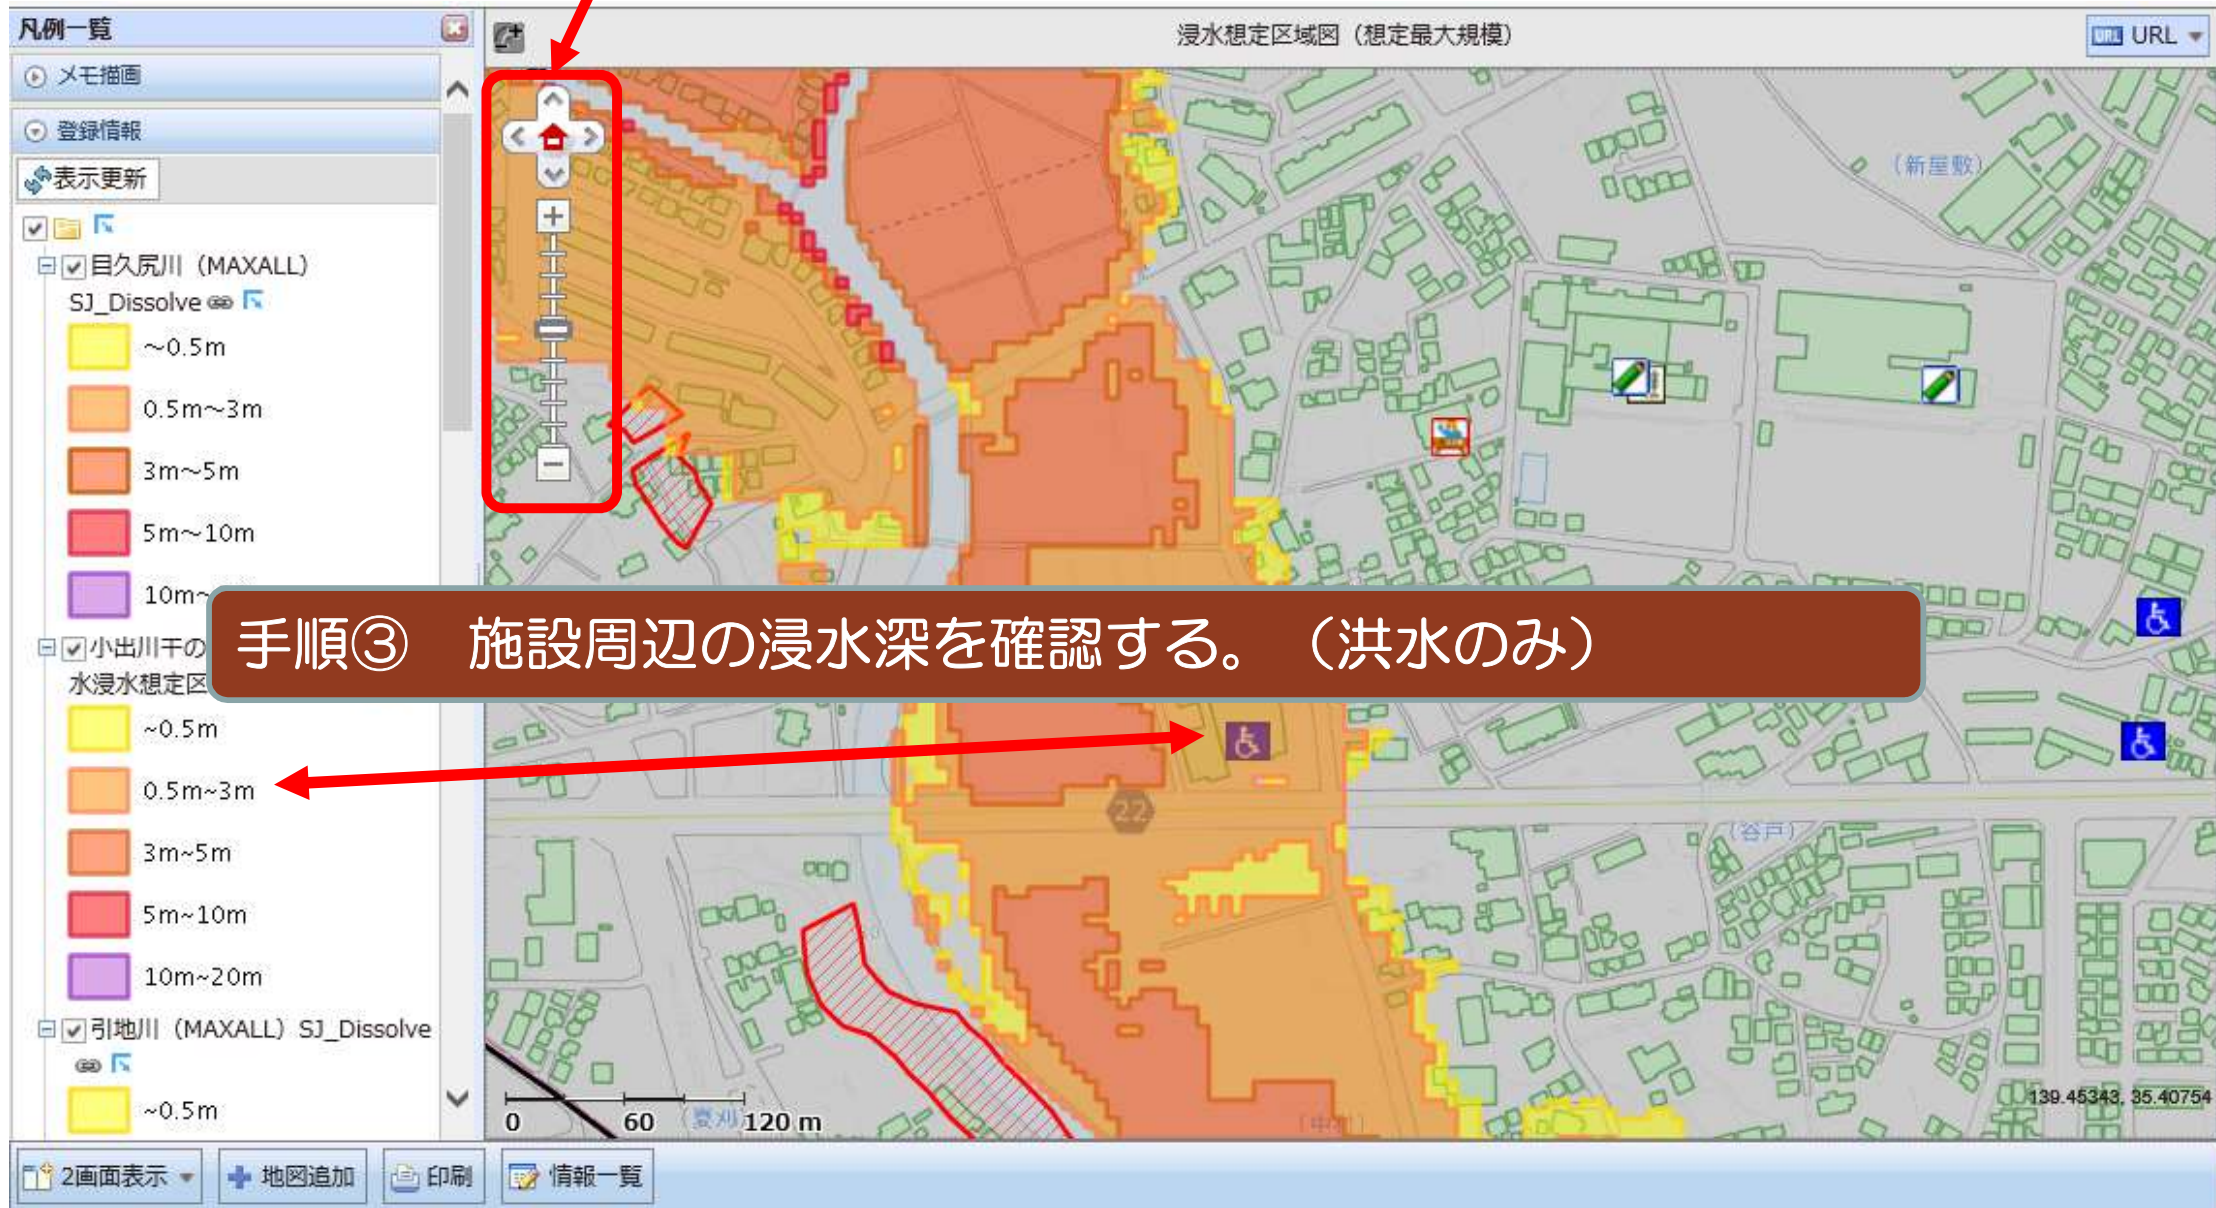 凡例一覧
浸水想定区域図（想定最大規模）
URL
メモ描画
登録情報
表示更新
目久尻川（MAXALL）
SJ_Dissolve
～0.5m
0.5m～3m
3m～5m
5m～10m
10m~
小出川干の
水浸水想定区
~0.5m
0.5m~3m
3m~5m
5m~10m
10m~20m
引地川（MAXALL）SJ_Dissolve
~0.5m
（新屋敷）
手順③　施設周辺の浸水深を確認する。（洪水のみ）
22
（谷戸）
0 60 120 m
139.45343, 35.40754
2画面表示
地図追加
印刷
情報一覧